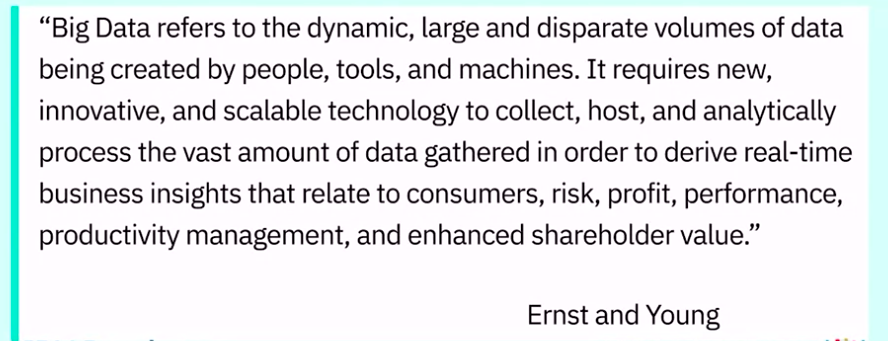 “Big Data refers to the dynamic, large and disparate volumes of data
being created by people, tools, and machines. It requires new,
innovative, and scalable technology to collect, host, and analytically
process the vast amount of data gathered in order to derive real-time
business insights that relate to consumers, risk, profit, performance,
productivity management, and enhanced shareholder value.”
Ernst and Young